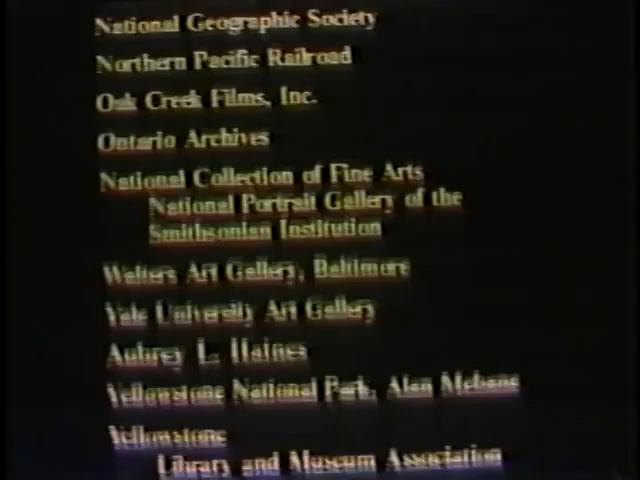 National Geographic Society
Northern Pacific Railroad
Oak Creek Films, Inc.
Ontario Archives
National Collection of Fine Arts
National Portrait Gallery of the
Smithsonian Institution
Walters Art Gallery, Baltimore
Yale University Art Gallery
Aubrey L. Haines
Yellowstone National Park, Alan Mebane
Yellowstone
Library and Museum Association